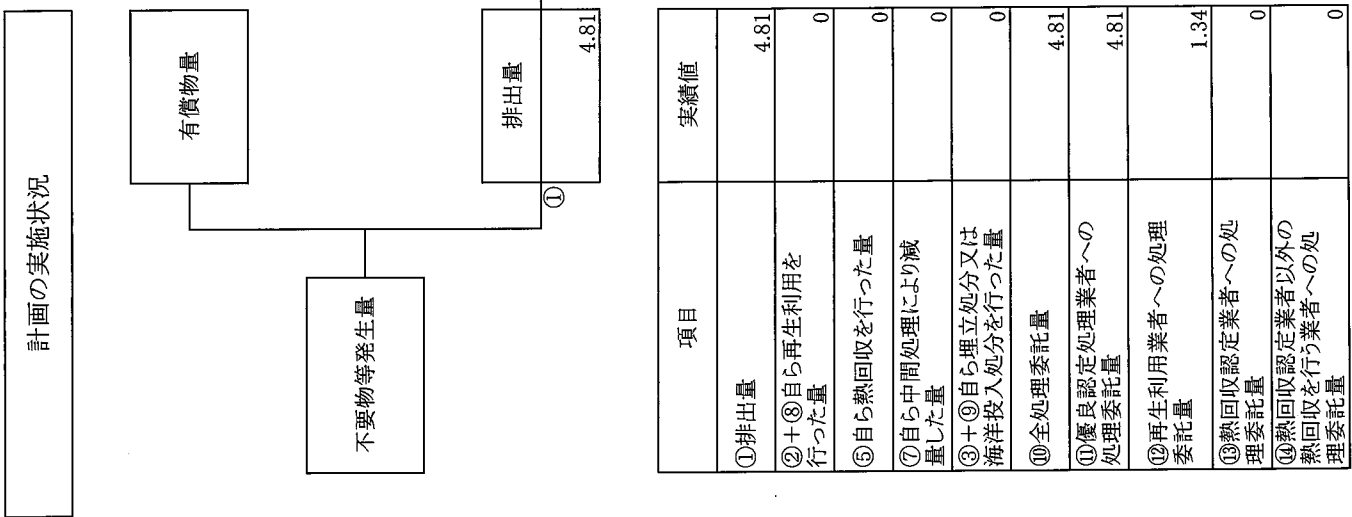 計画の実施状況
不要物等発生量
有償物量
①
排出量
4.81
項目
実績値
①排出量
4.81
②+⑧自ら再生利用を
行った量
0
⑤自ら熱回収を行った量
0
⑦自ら中間処理により減
量した量
0
③+⑨自ら埋立処分又は
海洋投入処分を行った量
0
⑩全処理委託量
4.81
⑪優良認定処理業者への
処理委託量
4.81
⑫再生利用業者への処理
委託量
1.34
⑬熱回収認定業者への処
理委託量
0
⑭熱回収認定業者以外の
熱回収を行う業者への処
理委託量
0